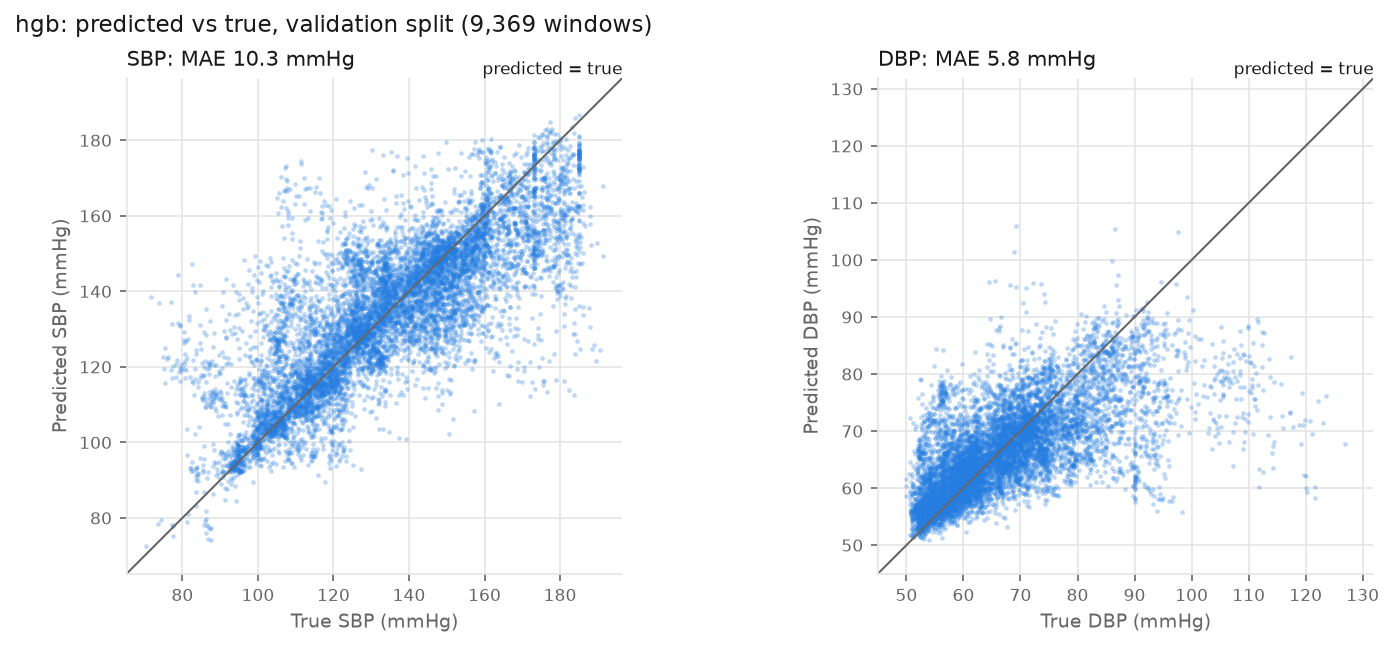 hgb: predicted vs true, validation split (9,369 windows)
SBP: MAE 10.3 mmHg
predicted = true
180
160
140
120
100
80
Predicted SBP (mmHg)
80 100 120 140 160 180
True SBP (mmHg)
DBP: MAE 5.8 mmHg
predicted = true
130
120
110
100
90
80
70
60
50
Predicted DBP (mmHg)
50 60 70 80 90 100 110 120 130
True DBP (mmHg)